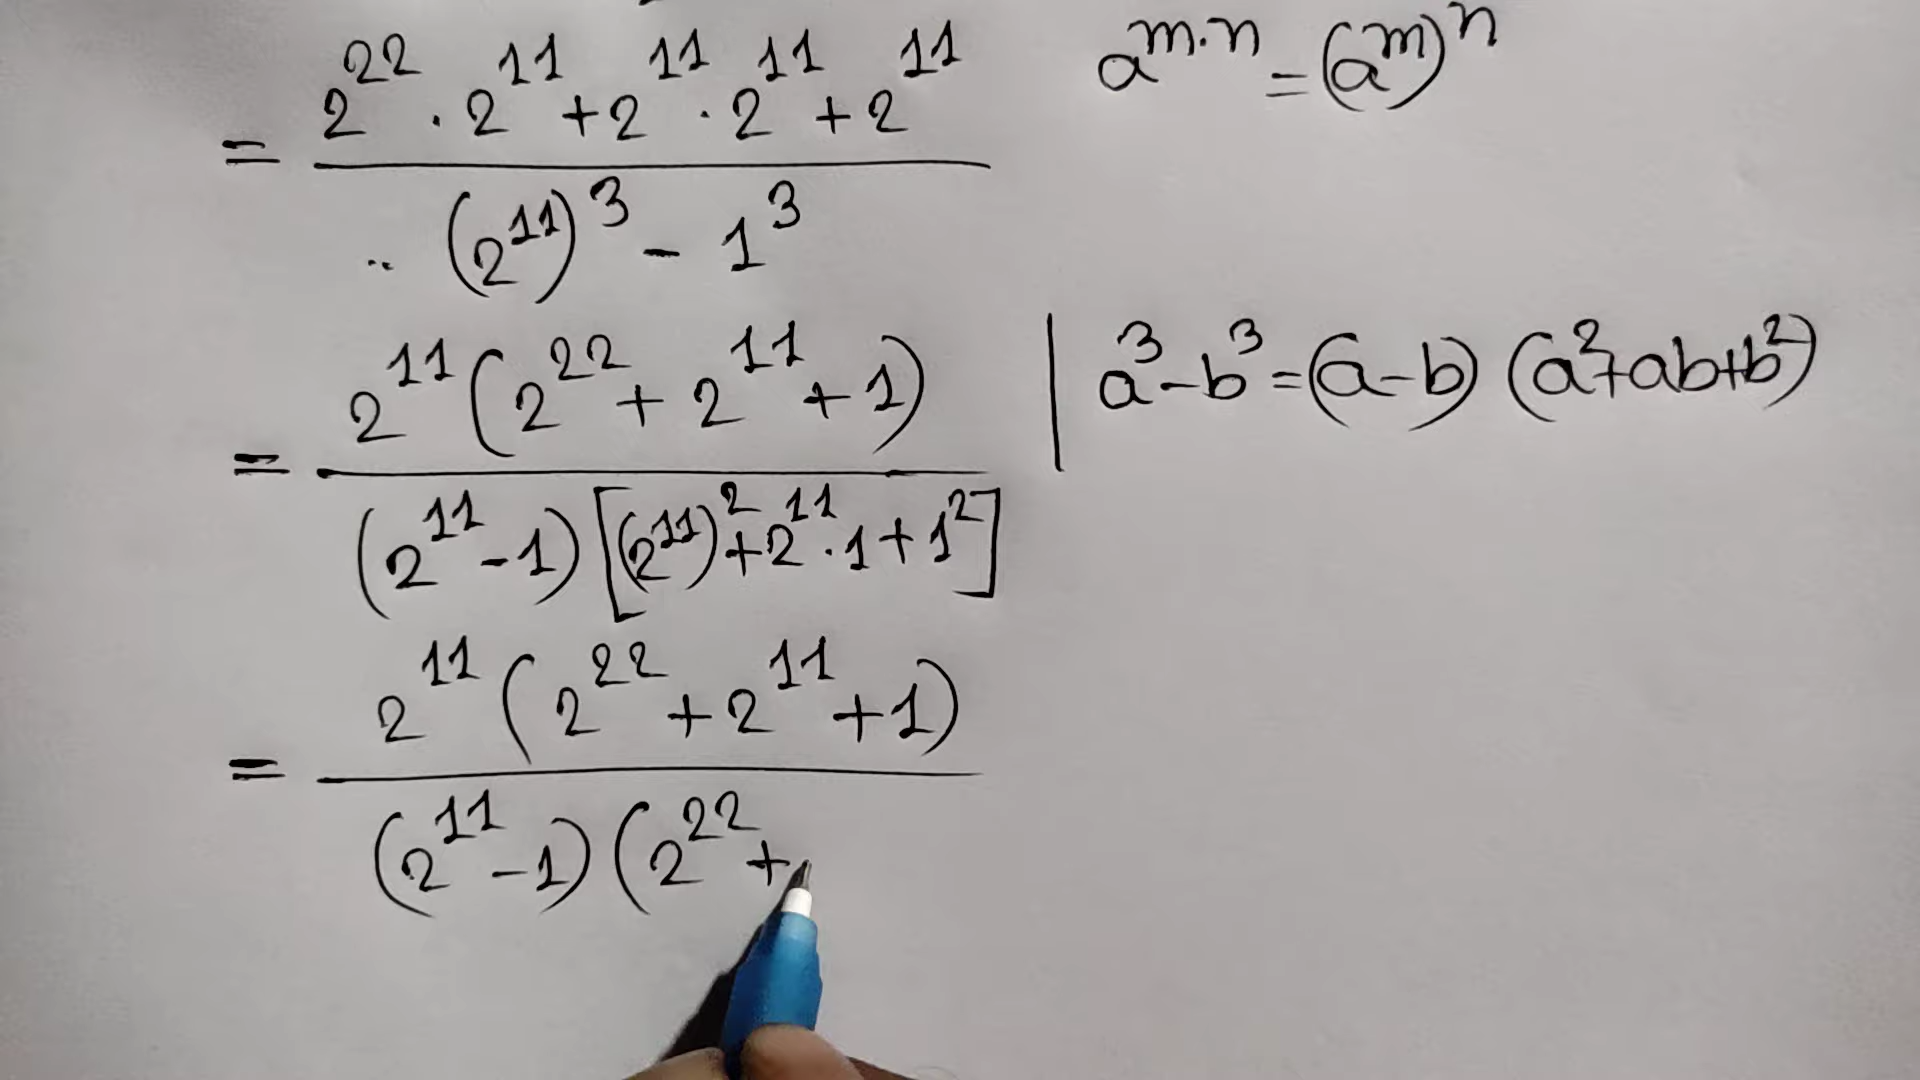 = (2^22 · 2^11 + 2^11 · 2^11 + 2^11) / ((2^11)^3 - 1^3)
a^(m·n) = (a^m)^n
= 2^11 (2^22 + 2^11 + 1) / (2^11 - 1) [(2^11)^2 + 2^11 · 1 + 1^2]
| a^3 - b^3 = (a - b) (a^2 + ab + b^2)
= 2^11 (2^22 + 2^11 + 1) / (2^11 - 1) (2^22 +